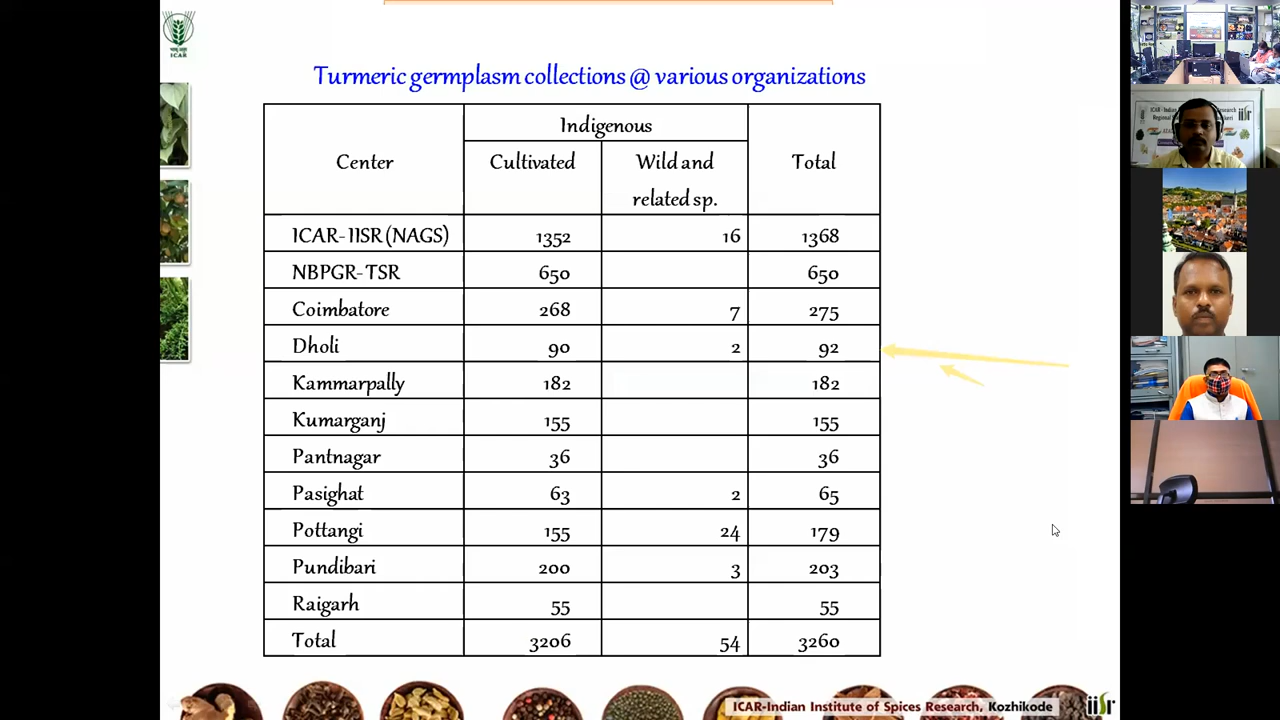 भाकृअनुप
ICAR
Turmeric germplasm collections @ various organizations
Center
Indigenous
Total
Cultivated
Wild and
related sp.
ICAR-IISR (NAGS) 1352 16 1368
NBPGR-TSR 650 650
Coimbatore 268 7 275
Dholi 90 2 92
Kammarpally 182 182
Kumarganj 155 155
Pantnagar 36 36
Pasighat 63 2 65
Pottangi 155 24 179
Pundibari 200 3 203
Raigarh 55 55
Total 3206 54 3260
ICAR-Indian Institute of Spices Research, Kozhikode
iisr